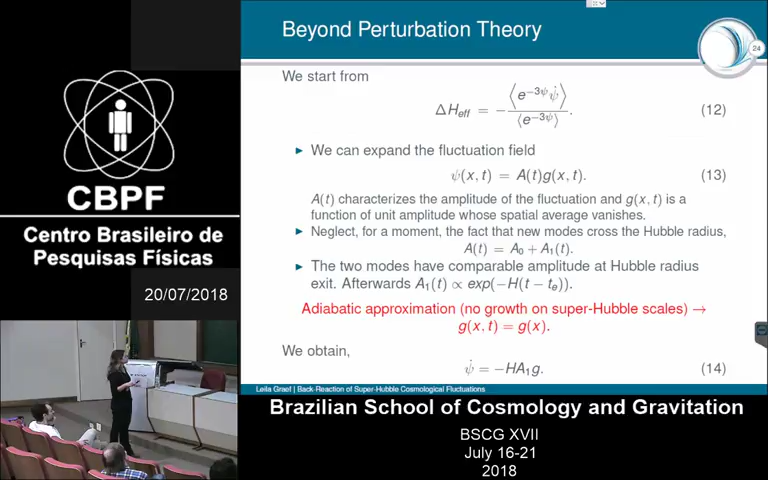 Beyond Perturbation Theory
24
We start from
ΔH_eff = − ⟨e^{−3ψ} ψ̇⟩ / ⟨e^{−3ψ}⟩. (12)
► We can expand the fluctuation field
ψ(x, t) = A(t)g(x, t). (13)
A(t) characterizes the amplitude of the fluctuation and g(x, t) is a
function of unit amplitude whose spatial average vanishes.
► Neglect, for a moment, the fact that new modes cross the Hubble radius,
A(t) = A₀ + A₁(t).
► The two modes have comparable amplitude at Hubble radius
exit. Afterwards A₁(t) ∝ exp(−H(t − t_e)).
Adiabatic approximation (no growth on super-Hubble scales) →
g(x, t) = g(x).
We obtain,
ψ̇ = −HA₁g. (14)
Leila Graef | Back-Reaction of Super-Hubble Cosmological Fluctuations
CBPF
Centro Brasileiro de
Pesquisas Físicas
20/07/2018
Brazilian School of Cosmology and Gravitation
BSCG XVII
July 16-21
2018